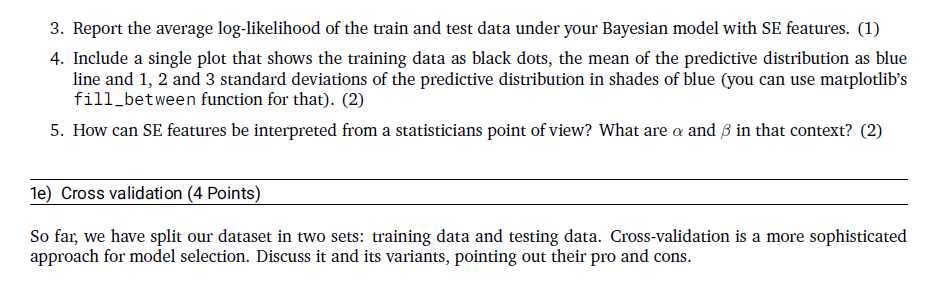 3. Report the average log-likelihood of the train and test data under your Bayesian model with SE features. (1)
4. Include a single plot that shows the training data as black dots, the mean of the predictive distribution as blue
line and 1, 2 and 3 standard deviations of the predictive distribution in shades of blue (you can use matplotlib's
fill_between function for that). (2)
5. How can SE features be interpreted from a statisticians point of view? What are α and β in that context? (2)
1e) Cross validation (4 Points)
So far, we have split our dataset in two sets: training data and testing data. Cross-validation is a more sophisticated
approach for model selection. Discuss it and its variants, pointing out their pro and cons.